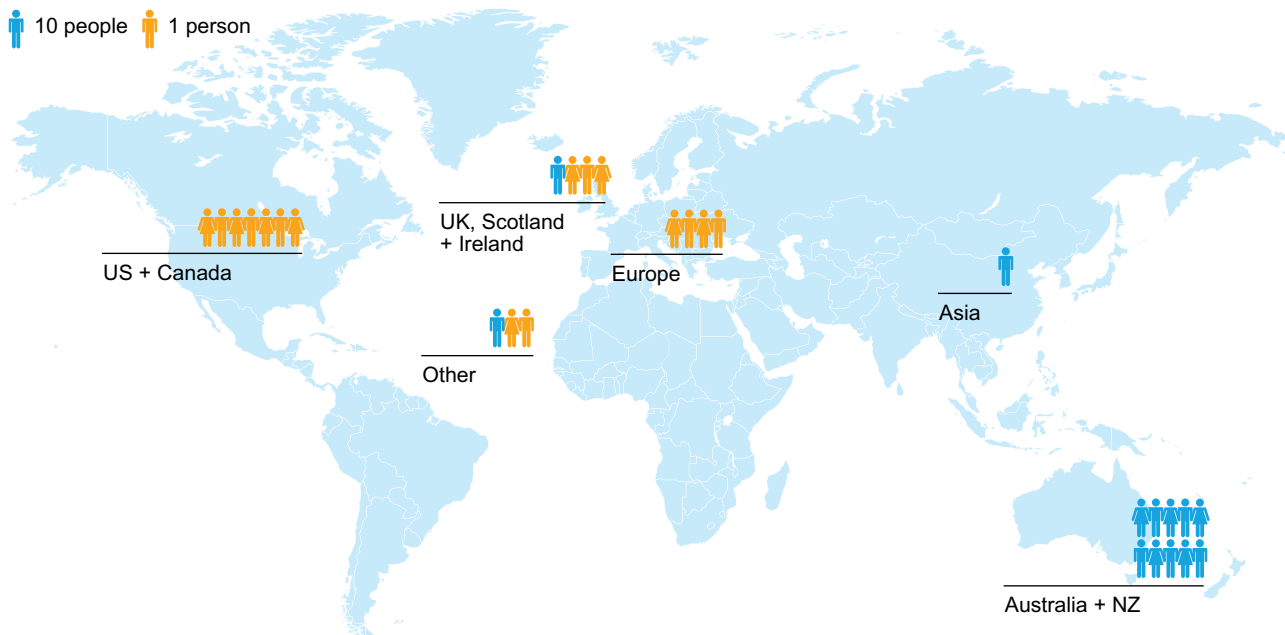 10 people
1 person
UK, Scotland
+ Ireland
US + Canada
Europe
Asia
Other
Australia + NZ